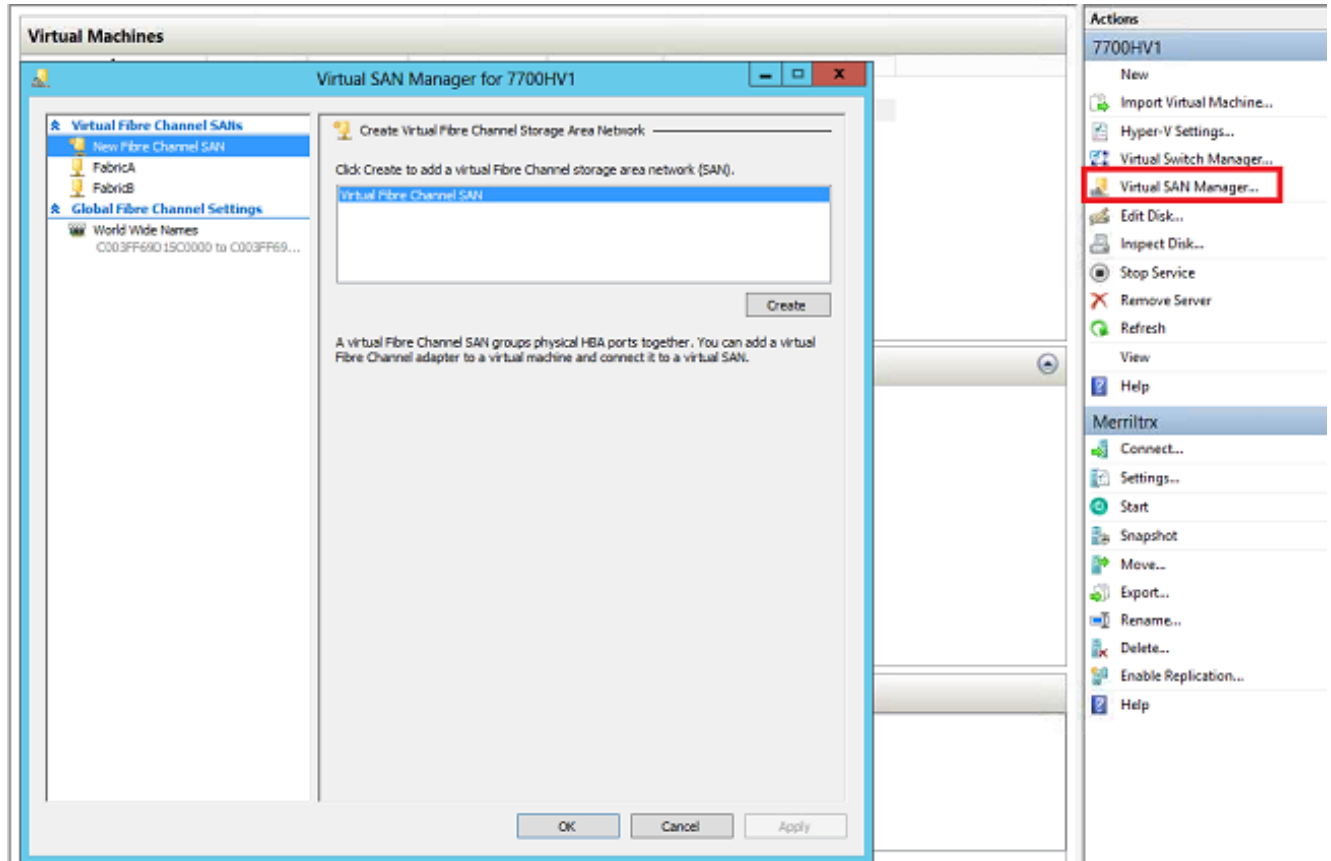 Virtual Machines
Virtual SAN Manager for 7700HV1
Virtual Fibre Channel SANs
New Fibre Channel SAN
FabricA
FabricB
Global Fibre Channel Settings
World Wide Names
C003FF69D15C0000 to C003FF69...
Create Virtual Fibre Channel Storage Area Network
Click Create to add a virtual Fibre Channel storage area network (SAN).
Virtual Fibre Channel SAN
Create
A virtual Fibre Channel SAN groups physical HBA ports together. You can add a virtual
Fibre Channel adapter to a virtual machine and connect it to a virtual SAN.
OK
Cancel
Apply
Actions
7700HV1
New
Import Virtual Machine...
Hyper-V Settings...
Virtual Switch Manager...
Virtual SAN Manager...
Edit Disk...
Inspect Disk...
Stop Service
Remove Server
Refresh
View
Help
Merriltrx
Connect...
Settings...
Start
Snapshot
Move...
Export...
Rename...
Delete...
Enable Replication...
Help